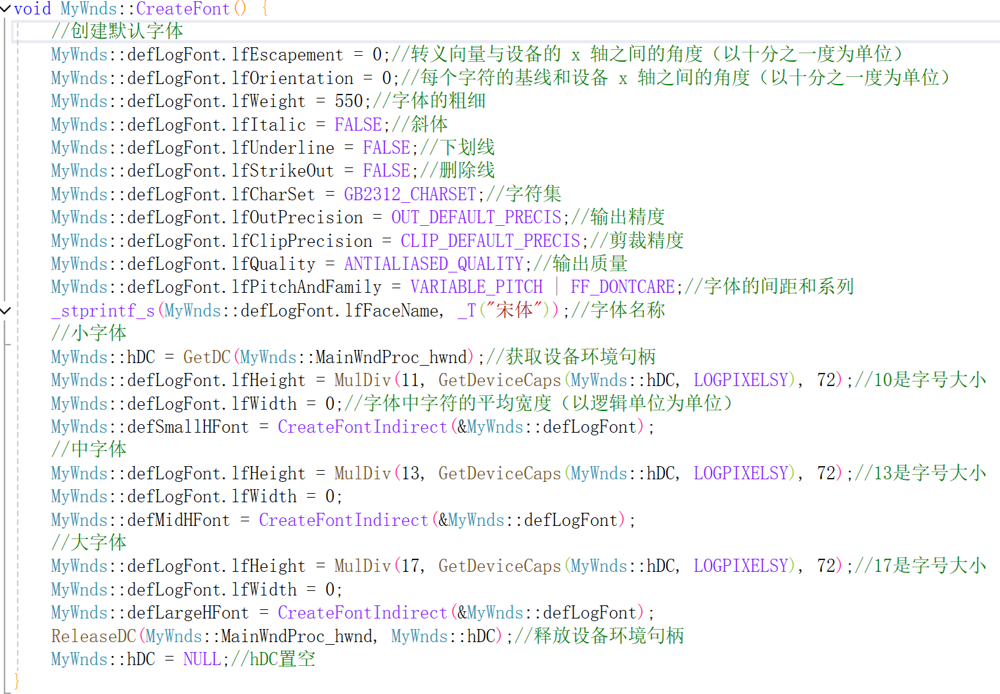 void MyWnds::CreateFont() {
//创建默认字体
MyWnds::defLogFont.lfEscapement = 0;//转义向量与设备的 x 轴之间的角度（以十分之一度为单位）
MyWnds::defLogFont.lfOrientation = 0;//每个字符的基线和设备 x 轴之间的角度（以十分之一度为单位）
MyWnds::defLogFont.lfWeight = 550;//字体的粗细
MyWnds::defLogFont.lfItalic = FALSE;//斜体
MyWnds::defLogFont.lfUnderline = FALSE;//下划线
MyWnds::defLogFont.lfStrikeOut = FALSE;//删除线
MyWnds::defLogFont.lfCharSet = GB2312_CHARSET;//字符集
MyWnds::defLogFont.lfOutPrecision = OUT_DEFAULT_PRECIS;//输出精度
MyWnds::defLogFont.lfClipPrecision = CLIP_DEFAULT_PRECIS;//剪裁精度
MyWnds::defLogFont.lfQuality = ANTIALIASED_QUALITY;//输出质量
MyWnds::defLogFont.lfPitchAndFamily = VARIABLE_PITCH | FF_DONTCARE;//字体的间距和系列
_stprintf_s(MyWnds::defLogFont.lfFaceName, _T("宋体"));//字体名称
//小字体
MyWnds::hDC = GetDC(MyWnds::MainWndProc_hwnd);//获取设备环境句柄
MyWnds::defLogFont.lfHeight = MulDiv(11, GetDeviceCaps(MyWnds::hDC, LOGPIXELSY), 72);//10是字号大小
MyWnds::defLogFont.lfWidth = 0;//字体中字符的平均宽度（以逻辑单位为单位）
MyWnds::defSmallHFont = CreateFontIndirect(&MyWnds::defLogFont);
//中字体
MyWnds::defLogFont.lfHeight = MulDiv(13, GetDeviceCaps(MyWnds::hDC, LOGPIXELSY), 72);//13是字号大小
MyWnds::defLogFont.lfWidth = 0;
MyWnds::defMidHFont = CreateFontIndirect(&MyWnds::defLogFont);
//大字体
MyWnds::defLogFont.lfHeight = MulDiv(17, GetDeviceCaps(MyWnds::hDC, LOGPIXELSY), 72);//17是字号大小
MyWnds::defLogFont.lfWidth = 0;
MyWnds::defLargeHFont = CreateFontIndirect(&MyWnds::defLogFont);
ReleaseDC(MyWnds::MainWndProc_hwnd, MyWnds::hDC);//释放设备环境句柄
MyWnds::hDC = NULL;//hDC置空
}